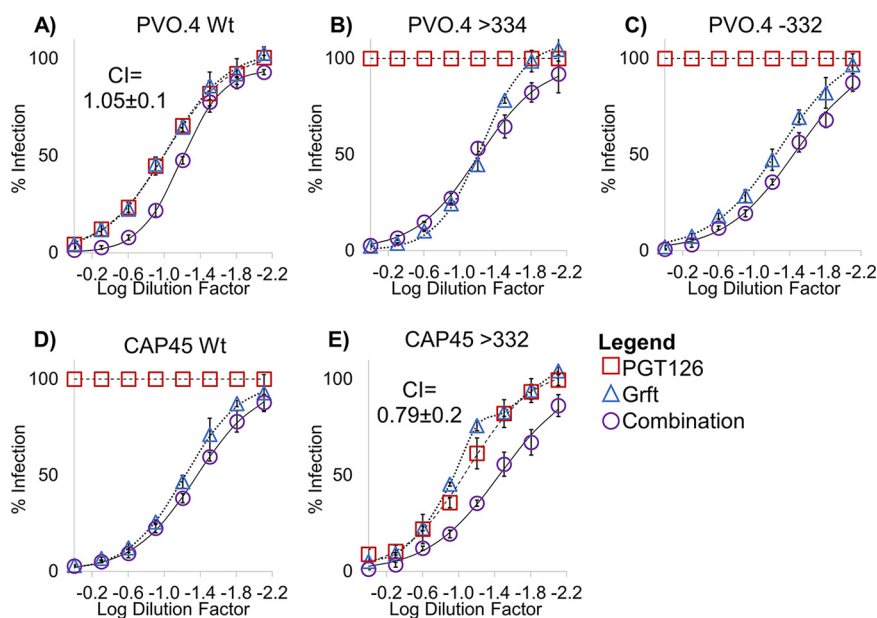 A) PVO.4 Wt
100
50
0
% Infection
CI=
1.05±0.1
-0.2 -0.6 -1.0 -1.4 -1.8 -2.2
Log Dilution Factor
B) PVO.4 >334
100
50
0
% Infection
-0.2 -0.6 -1.0 -1.4 -1.8 -2.2
Log Dilution Factor
C) PVO.4 -332
100
50
0
% Infection
-0.2 -0.6 -1.0 -1.4 -1.8 -2.2
Log Dilution Factor
D) CAP45 Wt
100
50
0
% Infection
-0.2 -0.6 -1.0 -1.4 -1.8 -2.2
Log Dilution Factor
E) CAP45 >332
100
50
0
% Infection
CI=
0.79±0.2
-0.2 -0.6 -1.0 -1.4 -1.8 -2.2
Log Dilution Factor
Legend
PGT126
Grft
Combination